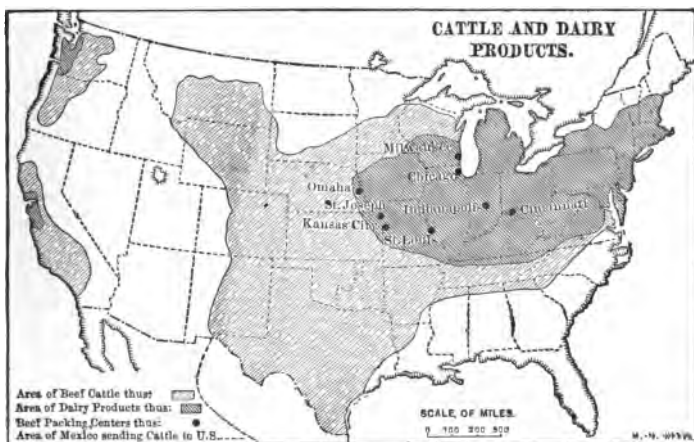 CATTLE AND DAIRY
PRODUCTS.
Milwaukee
Chicago
Omaha
St. Joseph
Indianapolis
Cincinnati
Kansas City
St. Louis
Area of Beef Cattle thus:
Area of Dairy Products thus:
Beef Packing Centers thus:
Area of Mexico sending Cattle to U.S.
SCALE OF MILES.
0 100 200 300